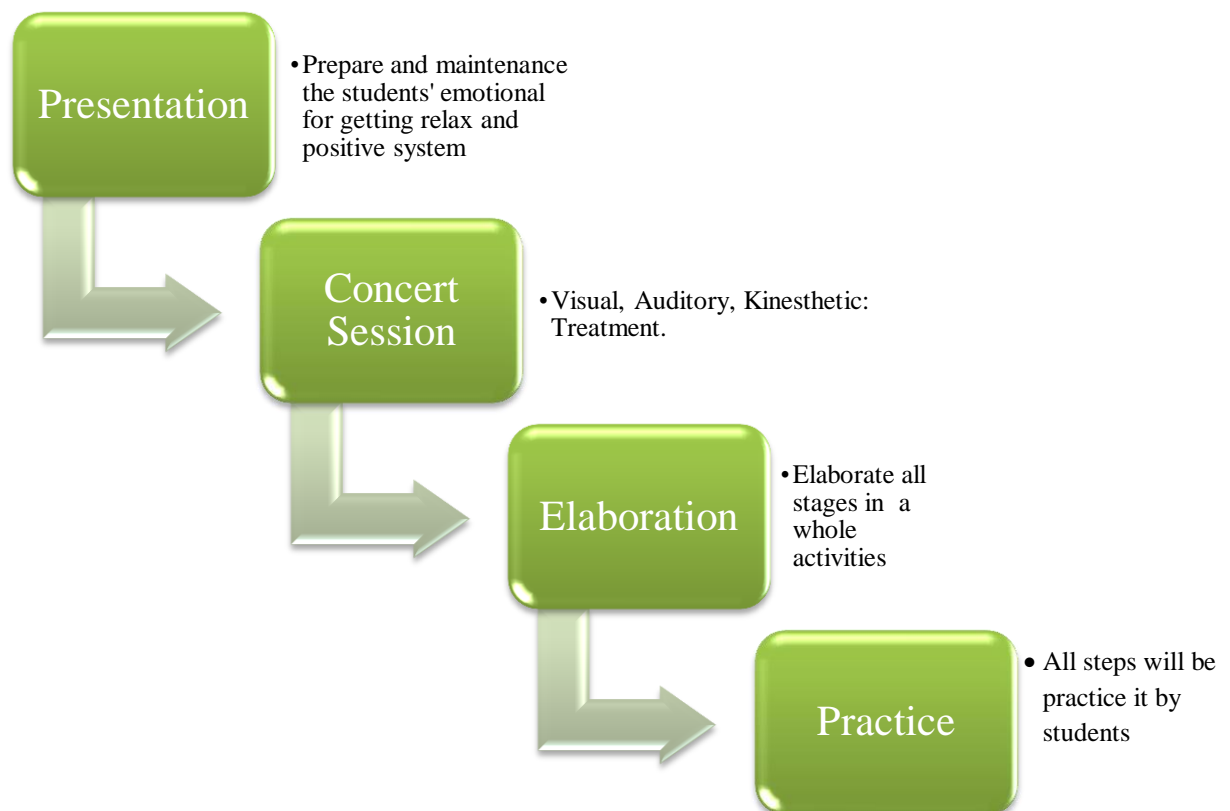 Presentation
•Prepare and maintenance
the students' emotional
for getting relax and
positive system
Concert
Session
•Visual, Auditory, Kinesthetic:
Treatment.
Elaboration
•Elaborate all
stages in a
whole
activities
Practice
• All steps will be
practice it by
students